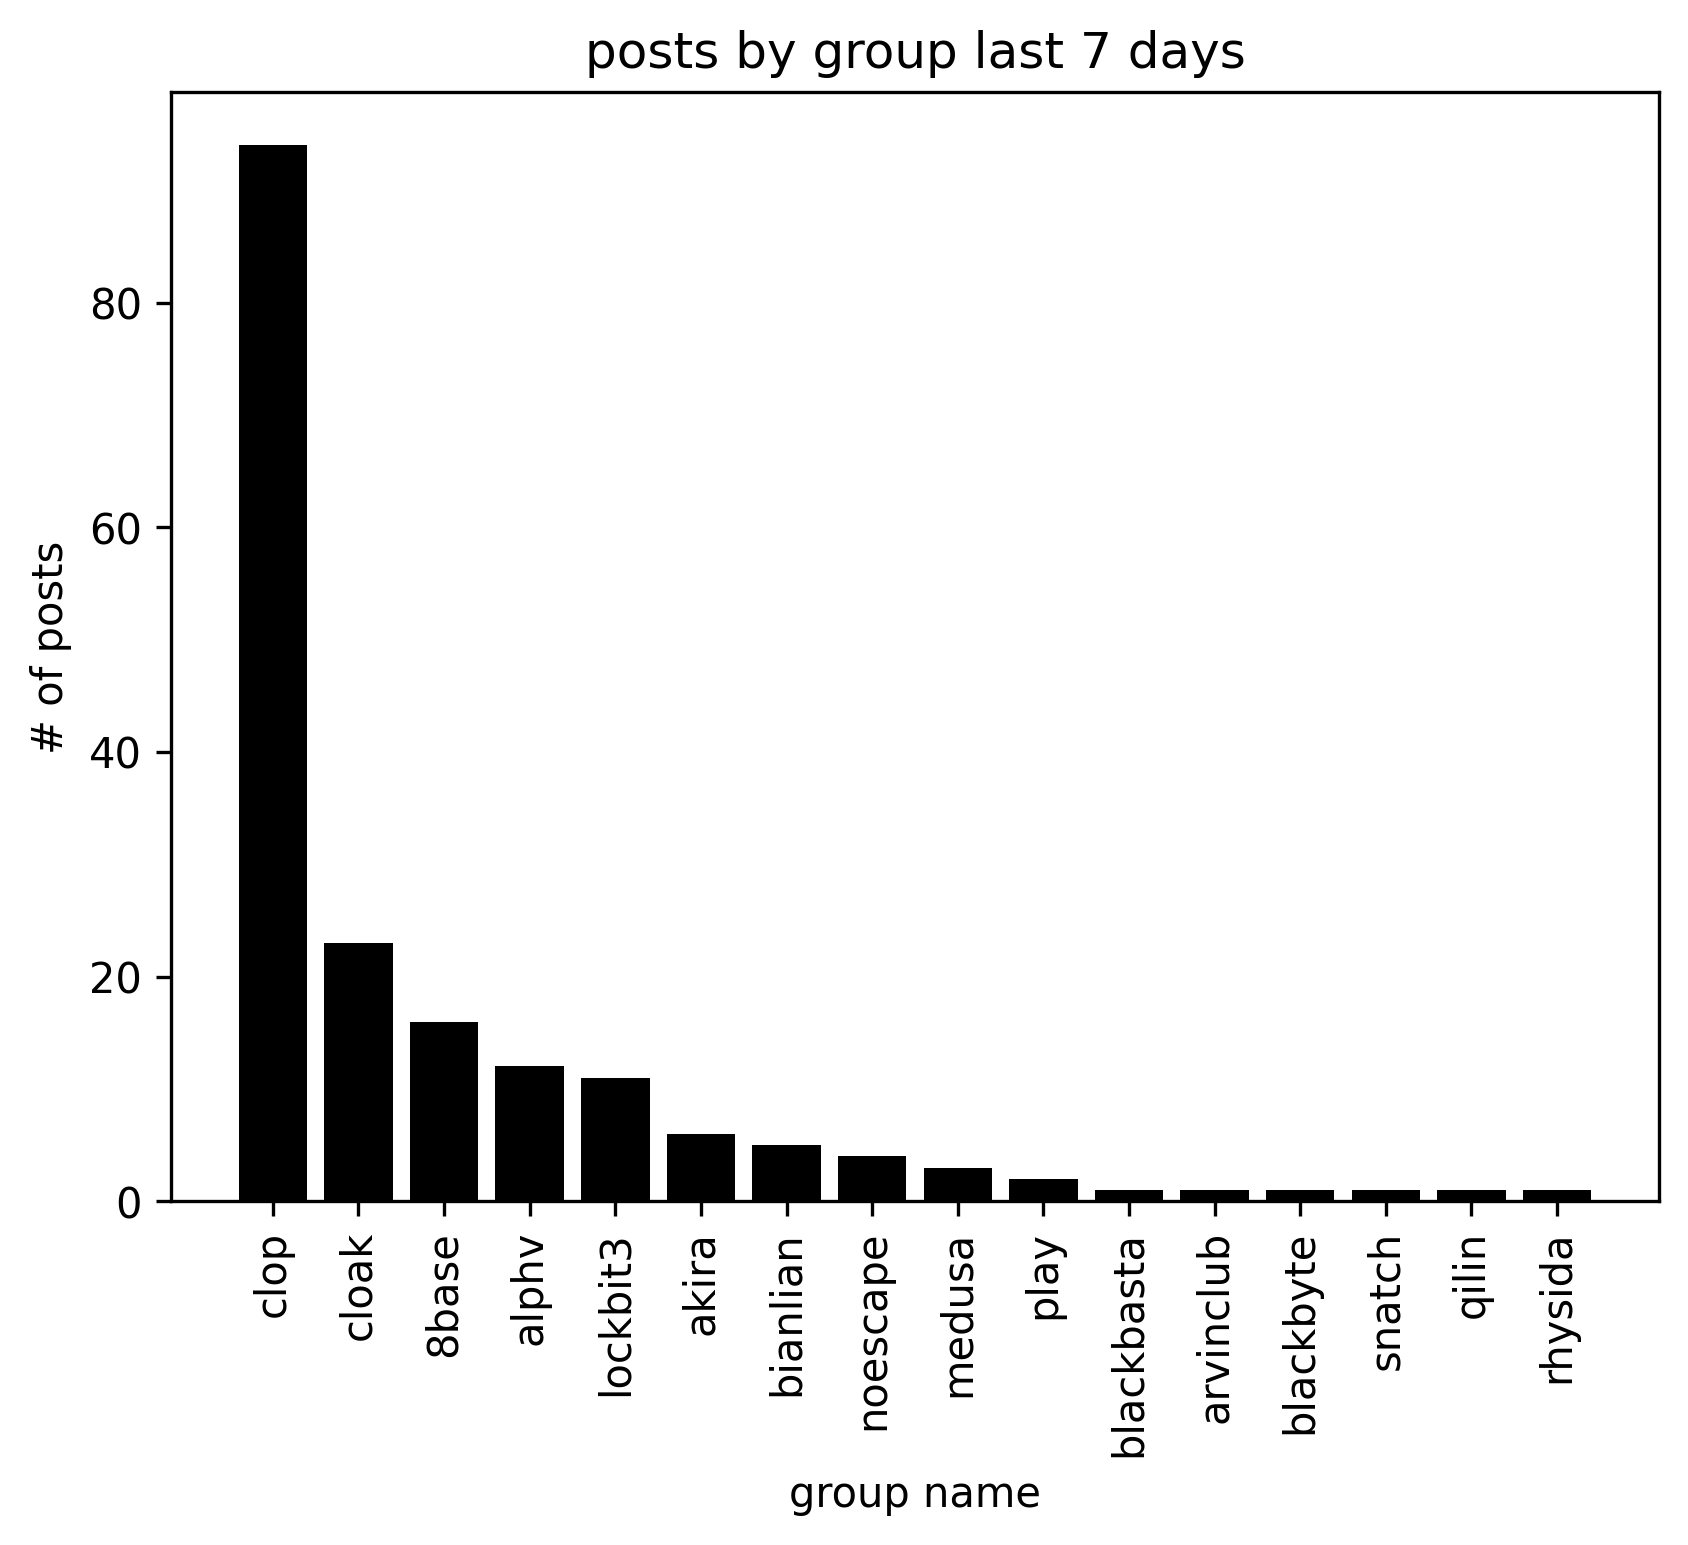 posts by group last 7 days
# of posts
80
60
40
20
0
clop
cloak
8base
alphv
lockbit3
akira
bianlian
noescape
medusa
play
blackbasta
arvinclub
blackbyte
snatch
qilin
rhysida
group name